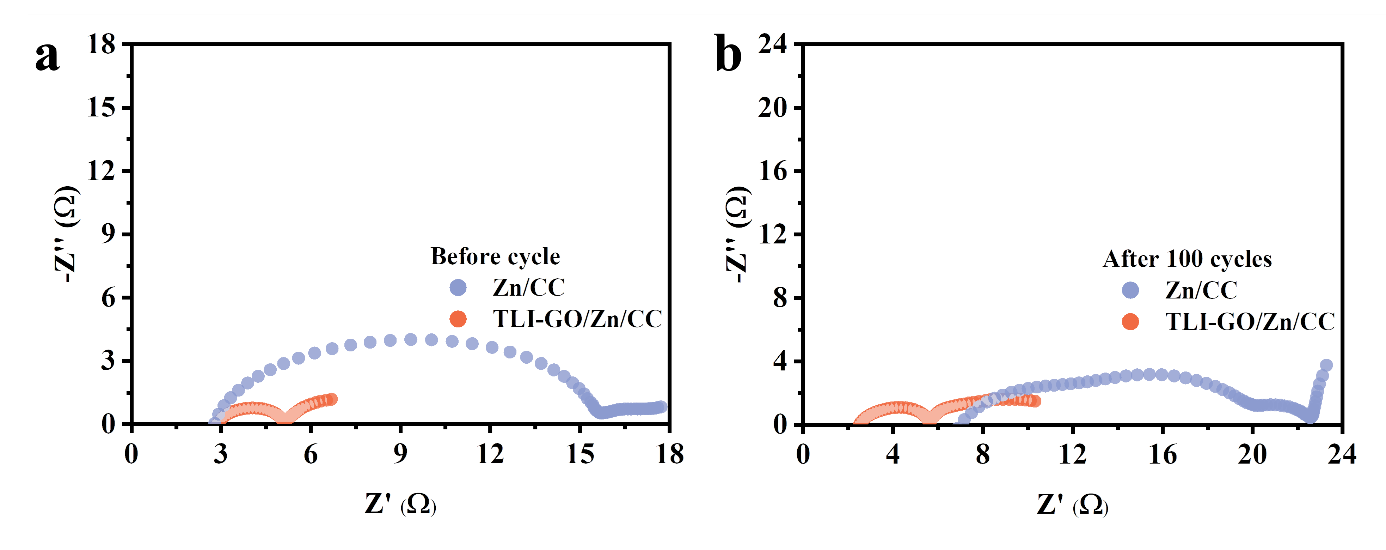 a
18
15
12
9
6
3
0
-Z'' (Ω)
Before cycle
Zn/CC
TLI-GO/Zn/CC
0 3 6 9 12 15 18
Z' (Ω)
b
24
20
16
12
8
4
0
-Z'' (Ω)
After 100 cycles
Zn/CC
TLI-GO/Zn/CC
0 4 8 12 16 20 24
Z' (Ω)